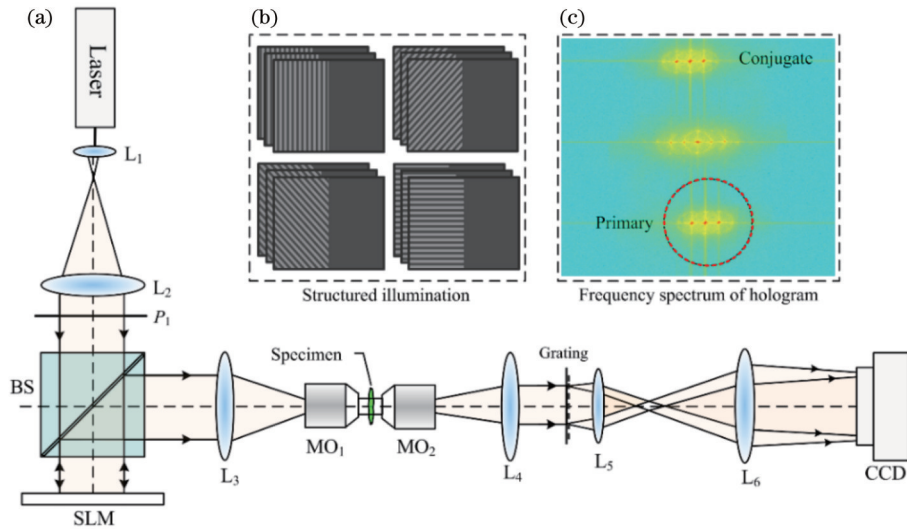 (a)
Laser
L1
L2
P1
BS
SLM
(b)
Structured illumination
(c)
Conjugate
Primary
Frequency spectrum of hologram
L3
MO1
Specimen
MO2
L4
Grating
L5
L6
CCD